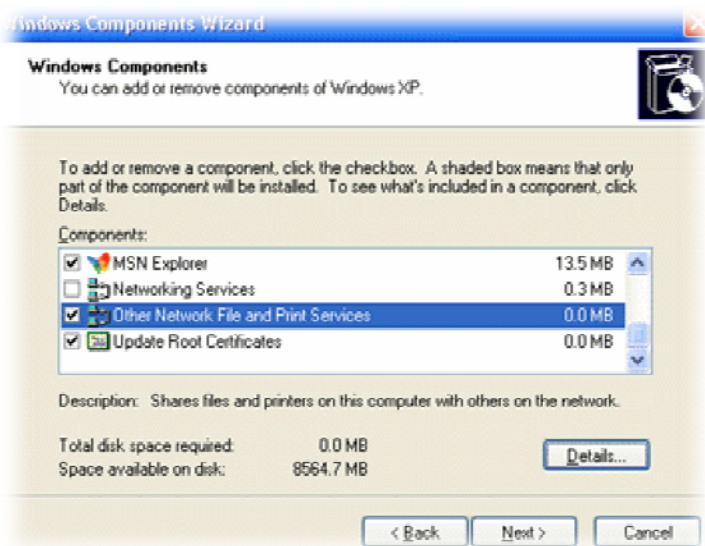 Windows Components Wizard
Windows Components
You can add or remove components of Windows XP.
To add or remove a component, click the checkbox. A shaded box means that only
part of the component will be installed. To see what's included in a component, click
Details.
Components:
MSN Explorer 13.5 MB
Networking Services 0.3 MB
Other Network File and Print Services 0.0 MB
Update Root Certificates 0.0 MB
Description: Shares files and printers on this computer with others on the network.
Total disk space required: 0.0 MB
Space available on disk: 8564.7 MB
Details...
< Back Next > Cancel